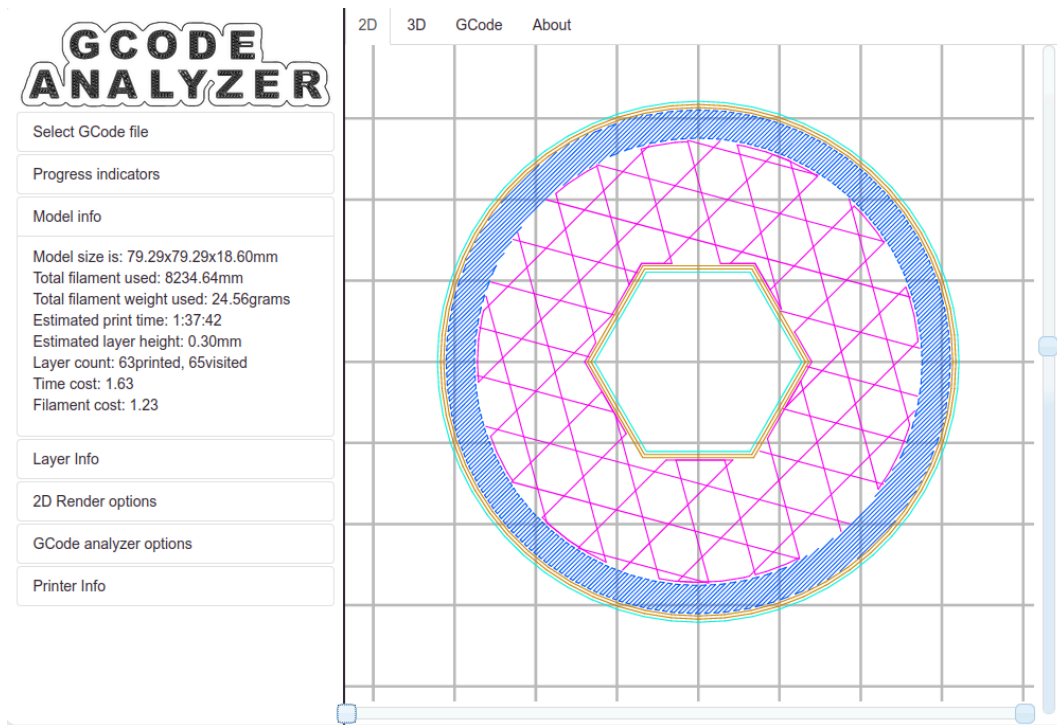 GCODE
ANALYZER
2D 3D GCode About
Select GCode file
Progress indicators
Model info
Model size is: 79.29x79.29x18.60mm
Total filament used: 8234.64mm
Total filament weight used: 24.56grams
Estimated print time: 1:37:42
Estimated layer height: 0.30mm
Layer count: 63printed, 65visited
Time cost: 1.63
Filament cost: 1.23
Layer Info
2D Render options
GCode analyzer options
Printer Info